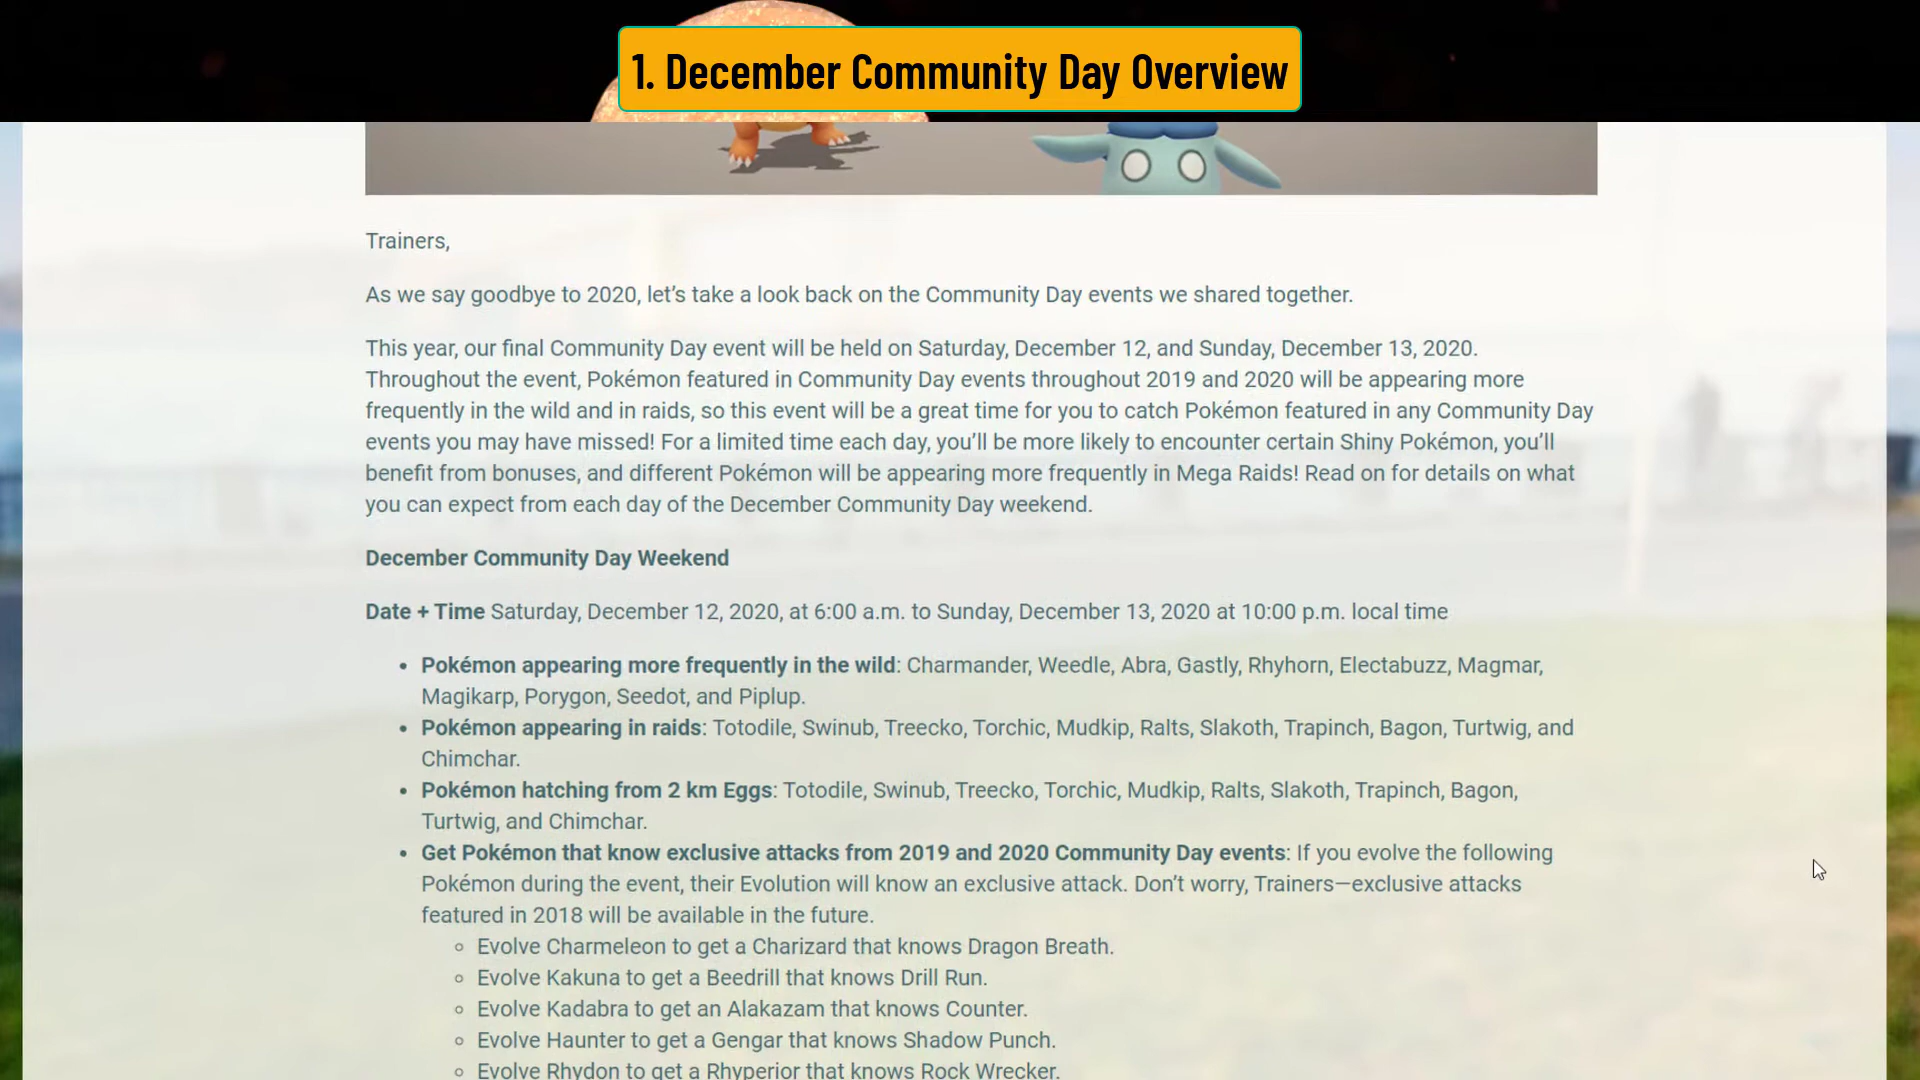 1. December Community Day Overview
Trainers,
As we say goodbye to 2020, let’s take a look back on the Community Day events we shared together.
This year, our final Community Day event will be held on Saturday, December 12, and Sunday, December 13, 2020.
Throughout the event, Pokémon featured in Community Day events throughout 2019 and 2020 will be appearing more
frequently in the wild and in raids, so this event will be a great time for you to catch Pokémon featured in any Community Day
events you may have missed! For a limited time each day, you’ll be more likely to encounter certain Shiny Pokémon, you’ll
benefit from bonuses, and different Pokémon will be appearing more frequently in Mega Raids! Read on for details on what
you can expect from each day of the December Community Day weekend.
December Community Day Weekend
Date + Time Saturday, December 12, 2020, at 6:00 a.m. to Sunday, December 13, 2020 at 10:00 p.m. local time
• Pokémon appearing more frequently in the wild: Charmander, Weedle, Abra, Gastly, Rhyhorn, Electabuzz, Magmar,
Magikarp, Porygon, Seedot, and Piplup.
• Pokémon appearing in raids: Totodile, Swinub, Treecko, Torchic, Mudkip, Ralts, Slakoth, Trapinch, Bagon, Turtwig, and
Chimchar.
• Pokémon hatching from 2 km Eggs: Totodile, Swinub, Treecko, Torchic, Mudkip, Ralts, Slakoth, Trapinch, Bagon,
Turtwig, and Chimchar.
• Get Pokémon that know exclusive attacks from 2019 and 2020 Community Day events: If you evolve the following
Pokémon during the event, their Evolution will know an exclusive attack. Don’t worry, Trainers—exclusive attacks
featured in 2018 will be available in the future.
◦ Evolve Charmeleon to get a Charizard that knows Dragon Breath.
◦ Evolve Kakuna to get a Beedrill that knows Drill Run.
◦ Evolve Kadabra to get an Alakazam that knows Counter.
◦ Evolve Haunter to get a Gengar that knows Shadow Punch.
◦ Evolve Rhydon to get a Rhyperior that knows Rock Wrecker.